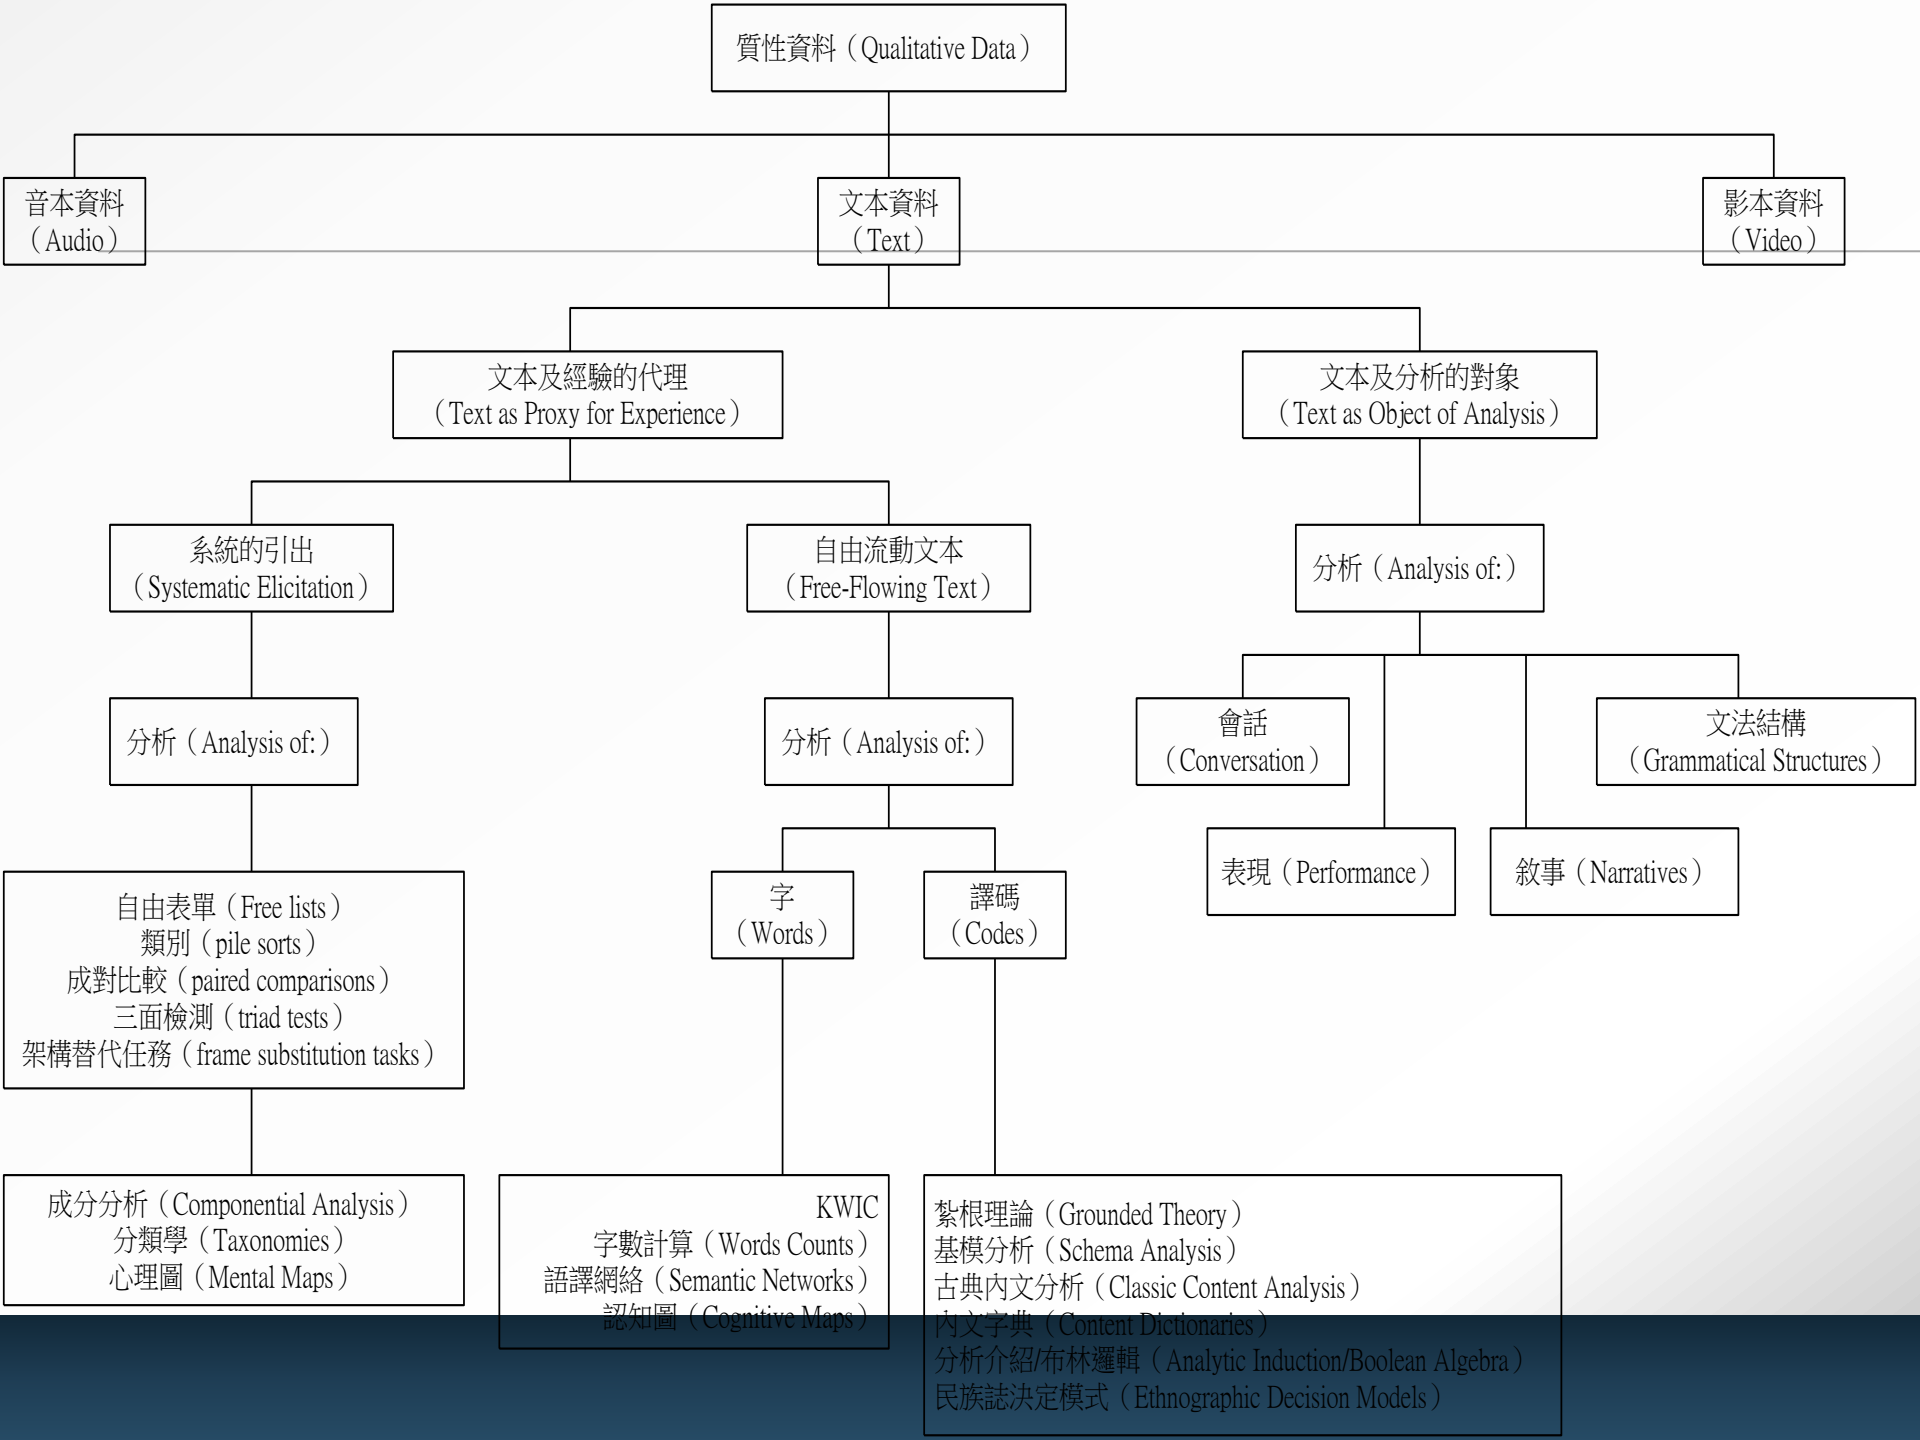 質性資料（Qualitative Data）
音本資料
（Audio）
文本資料
（Text）
影本資料
（Video）
文本及經驗的代理
（Text as Proxy for Experience）
文本及分析的對象
（Text as Object of Analysis）
系統的引出
（Systematic Elicitation）
自由流動文本
（Free-Flowing Text）
分析（Analysis of:）
分析（Analysis of:）
分析（Analysis of:）
會話
（Conversation）
文法結構
（Grammatical Structures）
表現（Performance）
敘事（Narratives）
自由表單（Free lists）
類別（pile sorts）
成對比較（paired comparisons）
三面檢測（triad tests）
架構替代任務（frame substitution tasks）
字
（Words）
譯碼
（Codes）
成分分析（Componential Analysis）
分類學（Taxonomies）
心理圖（Mental Maps）
KWIC
字數計算（Words Counts）
語譯網絡（Semantic Networks）
認知圖（Cognitive Maps）
紮根理論（Grounded Theory）
基模分析（Schema Analysis）
古典內文分析（Classic Content Analysis）
內文字典（Content Dictionaries）
分析介紹/布林邏輯（Analytic Induction/Boolean Algebra）
民族誌決定模式（Ethnographic Decision Models）